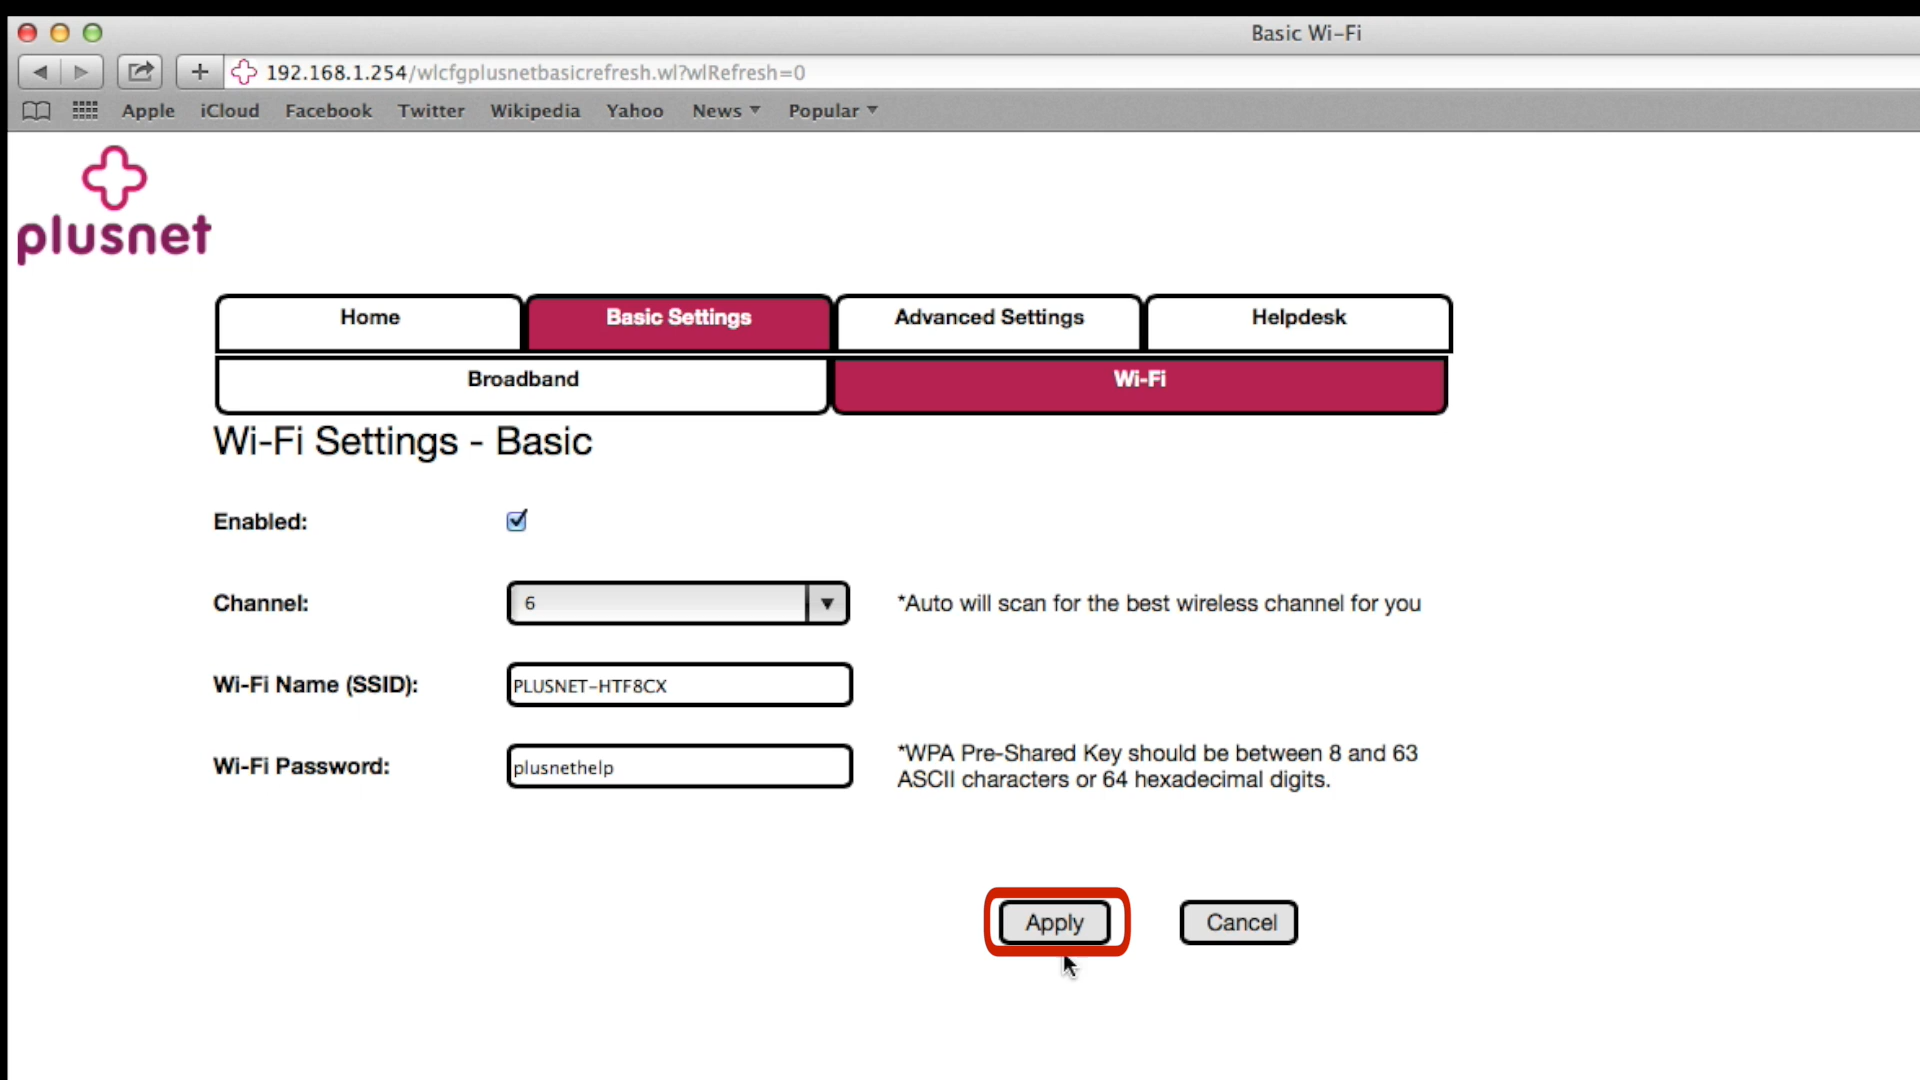 Basic Wi-Fi
192.168.1.254/wlcfgplusnetbasicrefresh.wl?wlRefresh=0
Apple iCloud Facebook Twitter Wikipedia Yahoo News Popular
plusnet
Home Basic Settings Advanced Settings Helpdesk
Broadband Wi-Fi
Wi-Fi Settings - Basic
Enabled:
Channel: 6 *Auto will scan for the best wireless channel for you
Wi-Fi Name (SSID): PLUSNET-HTF8CX
Wi-Fi Password: plusnethelp *WPA Pre-Shared Key should be between 8 and 63
ASCII characters or 64 hexadecimal digits.
Apply Cancel